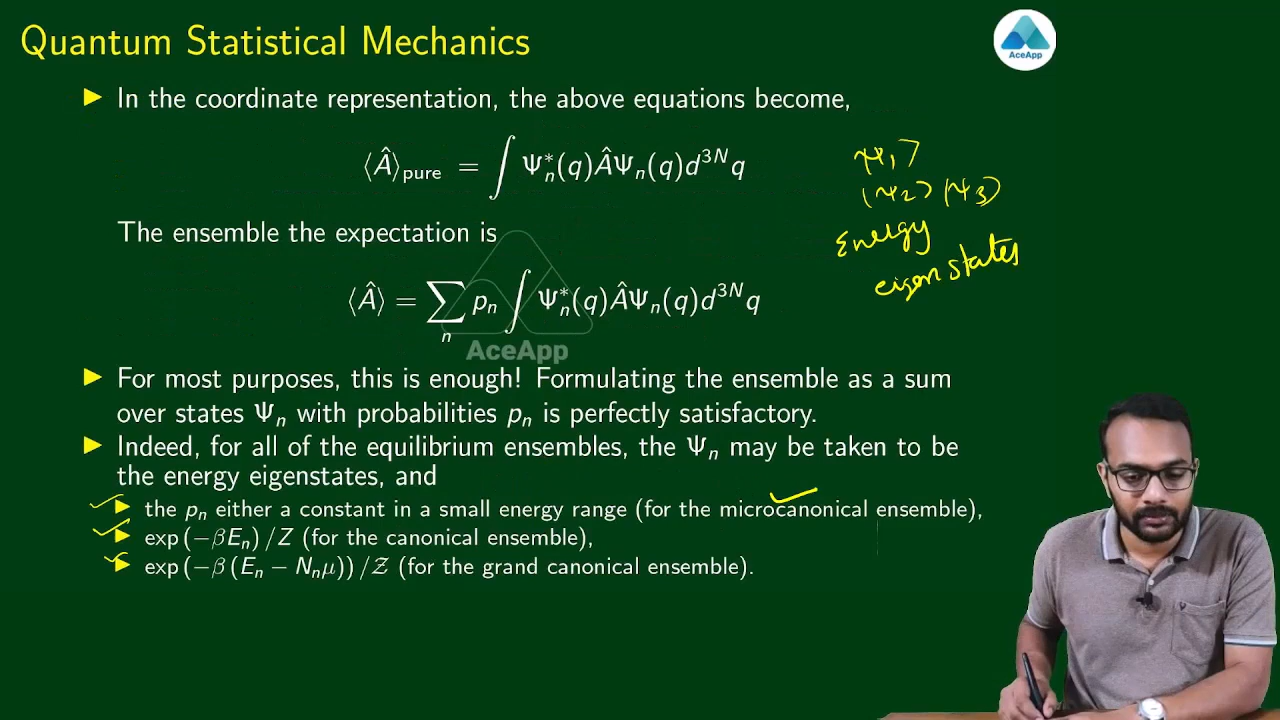 Quantum Statistical Mechanics
AceApp
▶ In the coordinate representation, the above equations become,
⟨Â⟩pure = ∫ Ψₙ*(q)ÂΨₙ(q)d³ᴺq
|ψ₁⟩
|ψ₂⟩ |ψ₃⟩
The ensemble the expectation is
Energy
eigen states
⟨Â⟩ = ∑ₙ pₙ ∫ Ψₙ*(q)ÂΨₙ(q)d³ᴺq
AceApp
▶ For most purposes, this is enough! Formulating the ensemble as a sum
over states Ψₙ with probabilities pₙ is perfectly satisfactory.
▶ Indeed, for all of the equilibrium ensembles, the Ψₙ may be taken to be
the energy eigenstates, and
▶ the pₙ either a constant in a small energy range (for the microcanonical ensemble),
▶ exp (−βEₙ) /Z (for the canonical ensemble),
▶ exp (−β (Eₙ − Nₙμ)) /𝒵 (for the grand canonical ensemble).